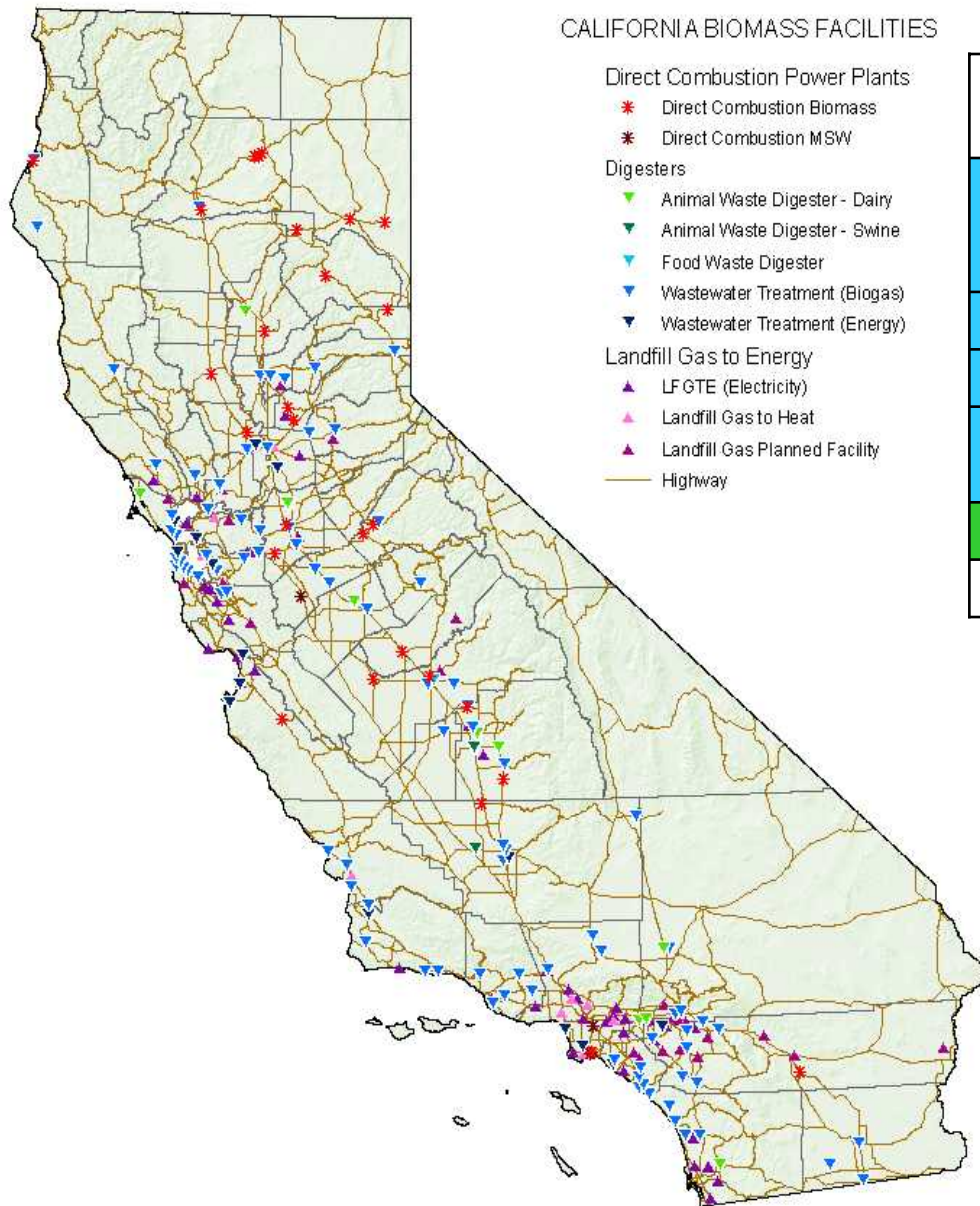 CALIFORNIA BIOMASS FACILITIES
Direct Combustion Power Plants
Direct Combustion Biomass
Direct Combustion MSW
Digesters
Animal Waste Digester - Dairy
Animal Waste Digester - Swine
Food Waste Digester
Wastewater Treatment (Biogas)
Wastewater Treatment (Energy)
Landfill Gas to Energy
LFGTE (Electricity)
Landfill Gas to Heat
Landfill Gas Planned Facility
Highway